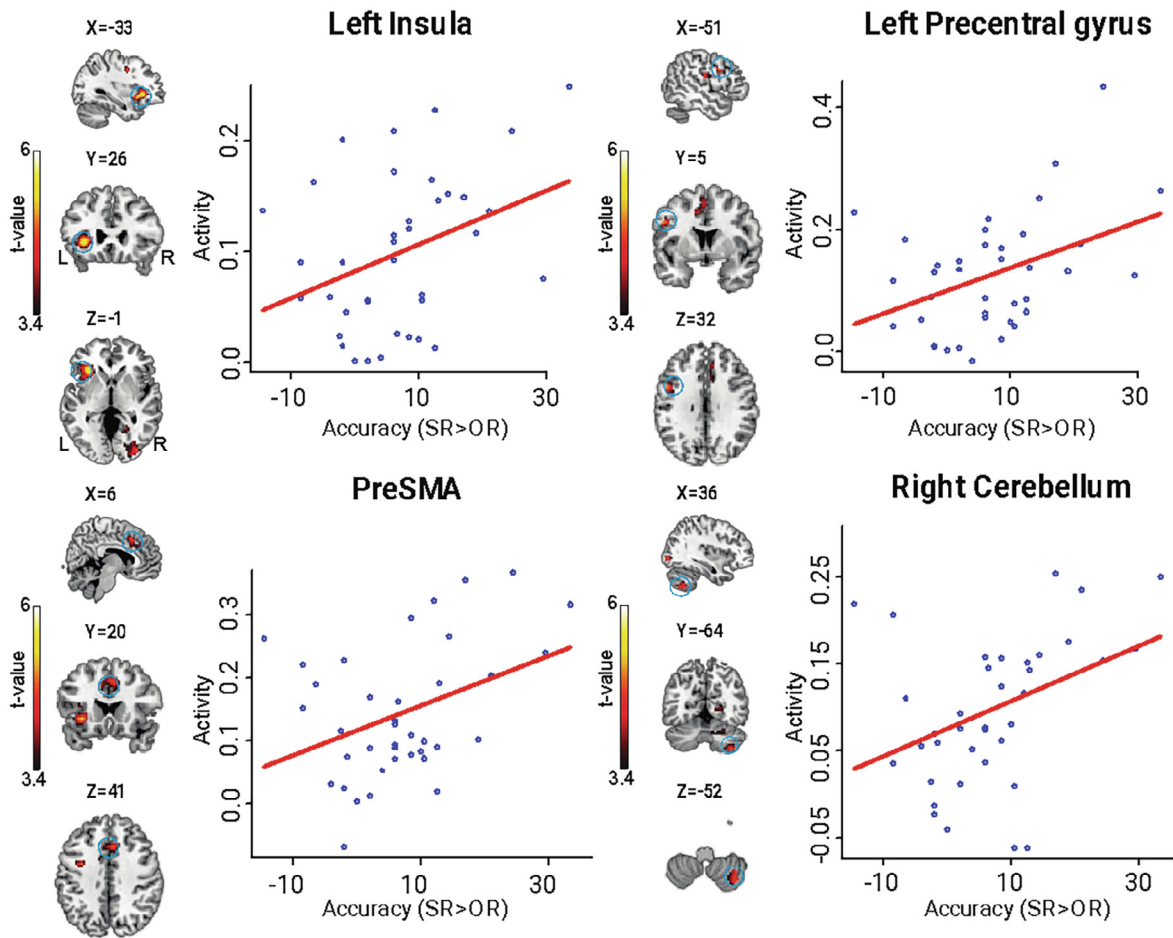 Left Insula
X=-33
Y=26
L R
Z=-1
L R
t-value
6
3.4
Activity
0.2
0.1
0.0
-10 10 30
Accuracy (SR>OR)
Left Precentral gyrus
X=-51
Y=5
Z=32
t-value
6
3.4
Activity
0.4
0.2
0.0
-10 10 30
Accuracy (SR>OR)
PreSMA
X=6
Y=20
Z=41
t-value
6
3.4
Activity
0.3
0.2
0.1
0.0
-10 10 30
Accuracy (SR>OR)
Right Cerebellum
X=36
Y=-64
Z=-52
t-value
6
3.4
Activity
0.25
0.15
0.05
-0.05
-10 10 30
Accuracy (SR>OR)